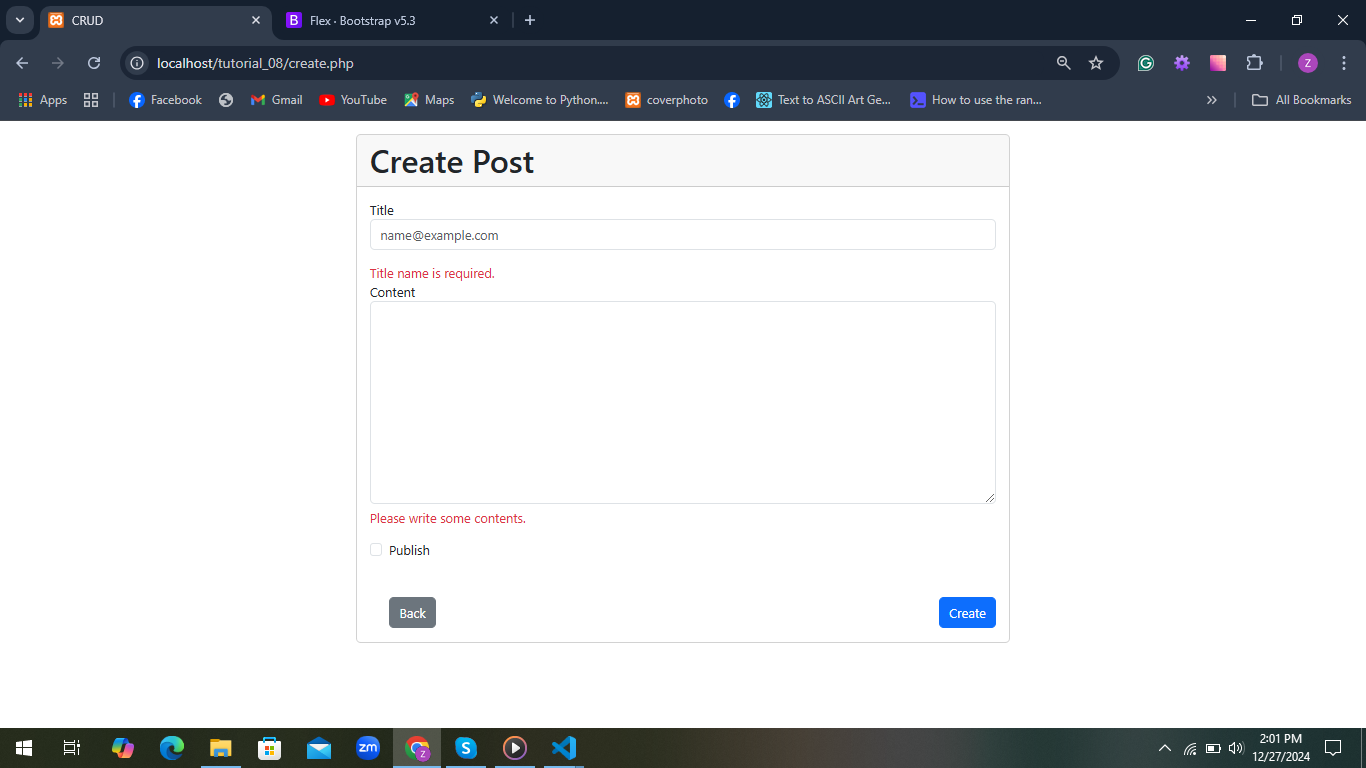 CRUD
Flex · Bootstrap v5.3
localhost/tutorial_08/create.php
Z
Apps
Facebook
Gmail
YouTube
Maps
Welcome to Python....
coverphoto
Text to ASCII Art Ge...
How to use the ran...
All Bookmarks
Create Post
Title
name@example.com
Title name is required.
Content
Please write some contents.
Publish
Back
Create
zm
Z
2:01 PM
12/27/2024